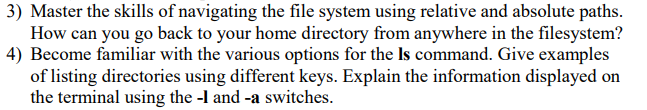 3) Master the skills of navigating the file system using relative and absolute paths.
How can you go back to your home directory from anywhere in the filesystem?
4) Become familiar with the various options for the ls command. Give examples
of listing directories using different keys. Explain the information displayed on
the terminal using the -l and -a switches.